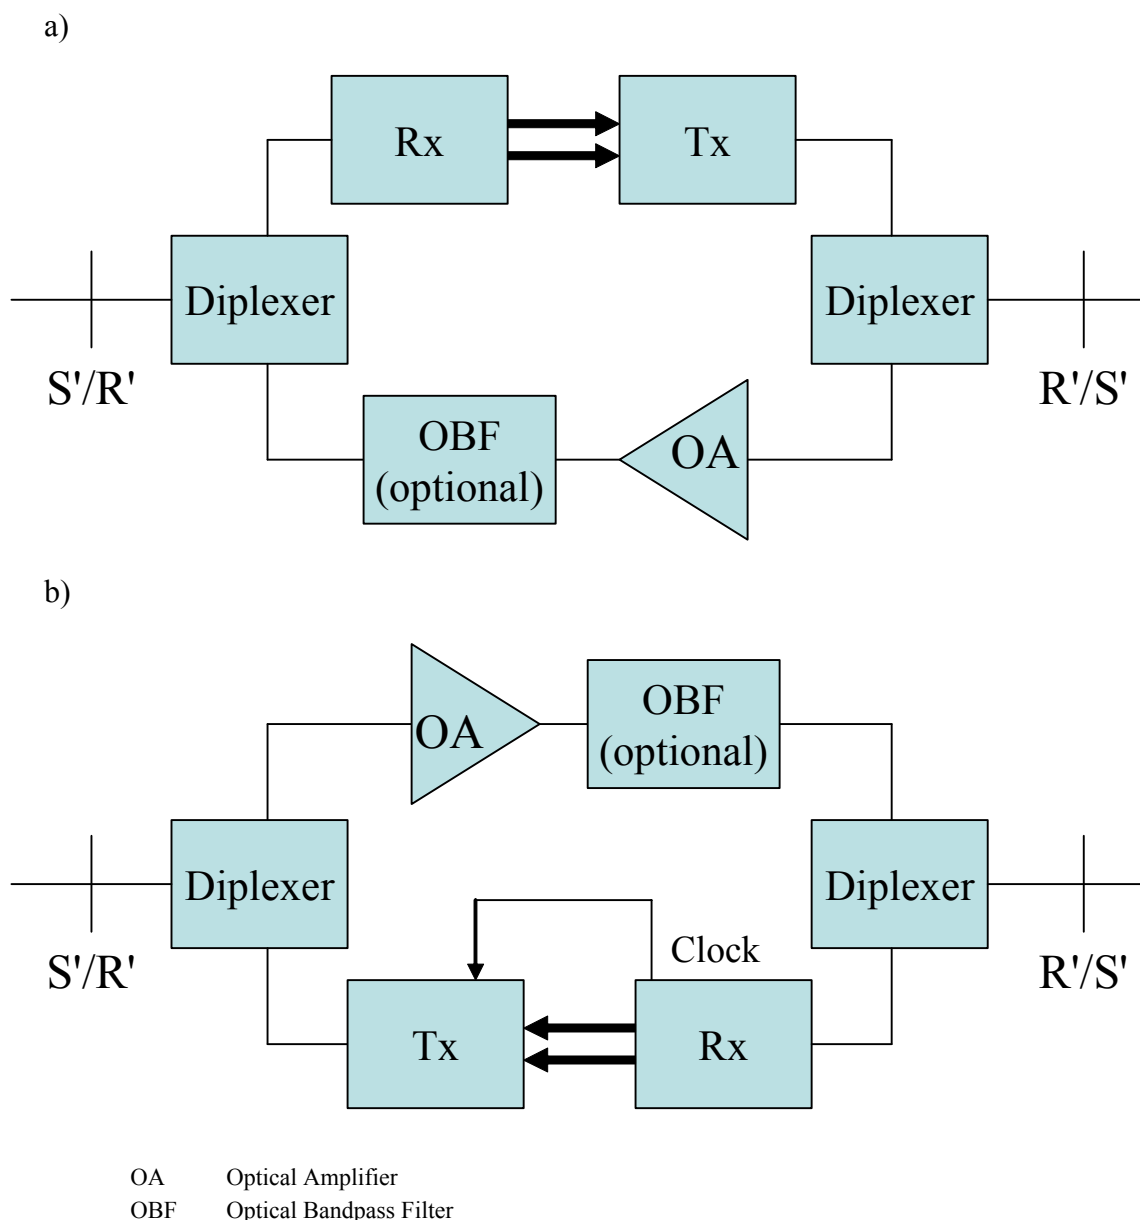 a)
Rx
Tx
Diplexer
Diplexer
S'/R'
R'/S'
OBF
(optional)
OA
b)
OA
OBF
(optional)
Diplexer
Diplexer
S'/R'
R'/S'
Clock
Tx
Rx
OA Optical Amplifier
OBF Optical Bandpass Filter